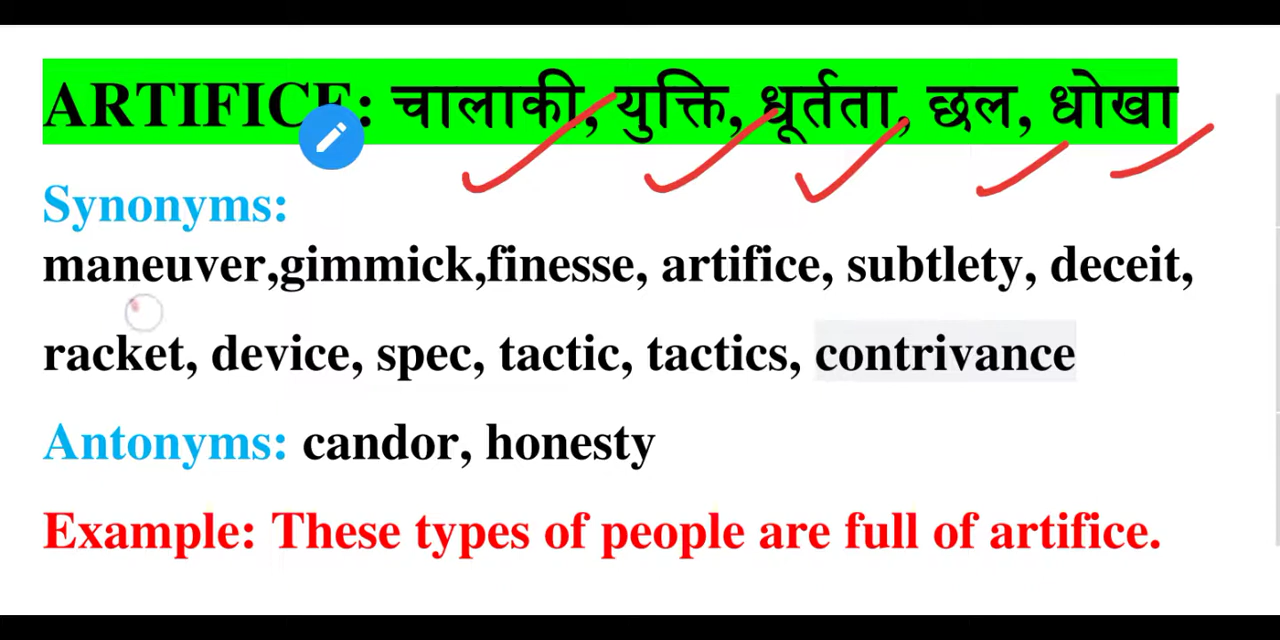 ARTIFICE: चालाकी, युक्ति, धूर्तता, छल, धोखा
Synonyms:
maneuver,gimmick,finesse, artifice, subtlety, deceit,
racket, device, spec, tactic, tactics, contrivance
Antonyms: candor, honesty
Example: These types of people are full of artifice.